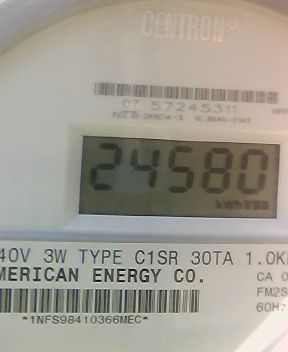 CENTRON®
07 57245311
24580
kWh
40V 3W TYPE C1SR 30TA 1.0K
MERICAN ENERGY CO.
CA 0
FM2S
60Hz
*1NFS98410366MEC*